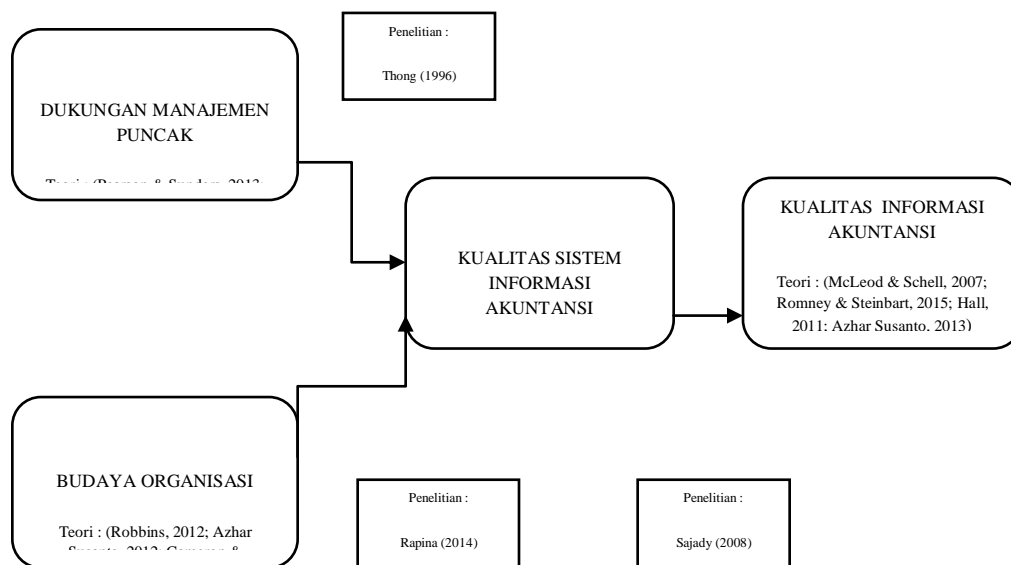 Penelitian :
Thong (1996)
DUKUNGAN MANAJEMEN
PUNCAK
KUALITAS SISTEM
INFORMASI
AKUNTANSI
KUALITAS INFORMASI
AKUNTANSI
Teori : (McLeod & Schell, 2007;
Romney & Steinbart, 2015; Hall,
2011; Azhar Susanto, 2013)
BUDAYA ORGANISASI
Teori : (Robbins, 2012; Azhar
Penelitian :
Rapina (2014)
Penelitian :
Sajady (2008)